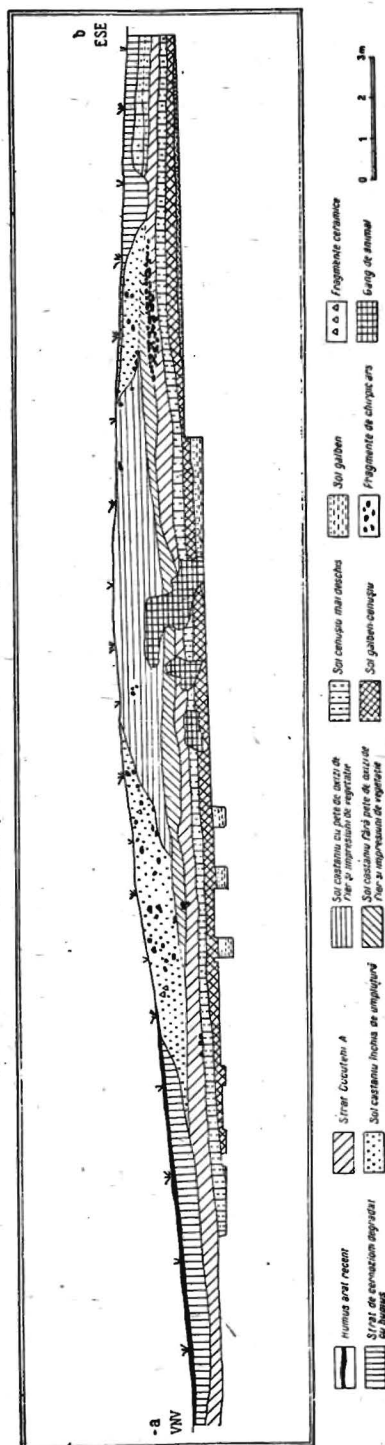 a
VNV
b
ESE
Humus arat recent
Strat de cernoziom degradat
cu humus
Strat Cucuteni A
Sol castaniu închis de umplutură
Sol castaniu cu pete de oxizi de
fier și impresiuni de vegetație
Sol castaniu fără pete de oxizi de
fier și impresiuni de vegetație
Sol cenușiu mai deschis
Sol galben-cenușiu
Sol galben
Fragmente de chirpic ars
Fragmente ceramice
Gang de animal
0 1 2 3m